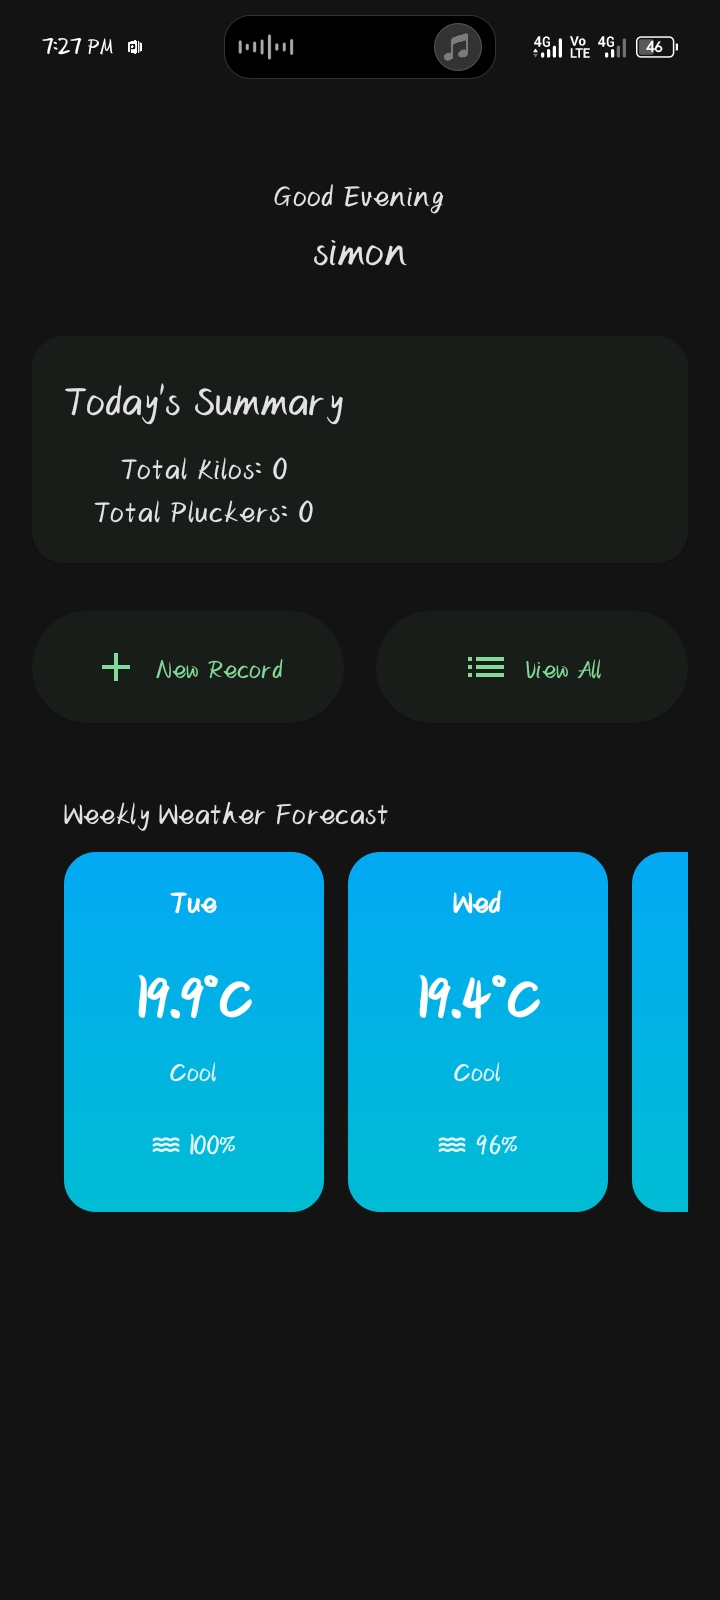 7:27 PM 4G Vo LTE 4G 46
Good Evening
simon
Today's Summary
Total Kilos: 0
Total Pluckers: 0
New Record View All
Weekly Weather Forecast
Tue Wed
19.9°C 19.4°C
Cool Cool
100% 96%